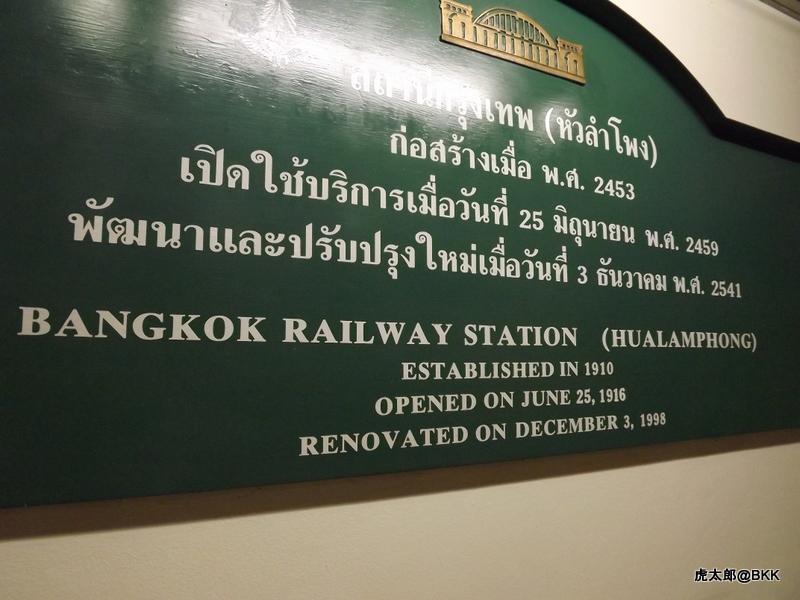 สถานีกรุงเทพ (หัวลำโพง)
ก่อสร้างเมื่อ พ.ศ. 2453
เปิดใช้บริการเมื่อวันที่ 25 มิถุนายน พ.ศ. 2459
พัฒนาและปรับปรุงใหม่เมื่อวันที่ 3 ธันวาคม พ.ศ. 2541
BANGKOK RAILWAY STATION (HUALAMPHONG)
ESTABLISHED IN 1910
OPENED ON JUNE 25, 1916
RENOVATED ON DECEMBER 3, 1998
虎太郎@BKK